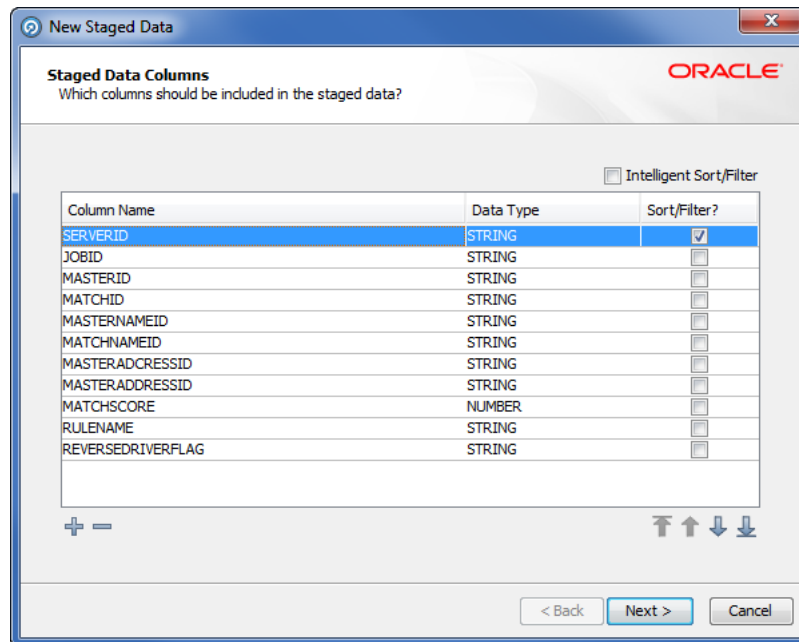 New Staged Data
Staged Data Columns
Which columns should be included in the staged data?
ORACLE
Intelligent Sort/Filter
Column Name Data Type Sort/Filter?
SERVERID STRING
JOBID STRING
MASTERID STRING
MATCHID STRING
MASTERNAMEID STRING
MATCHNAMEID STRING
MASTERADCRESSID STRING
MASTERADDRESSID STRING
MATCHSCORE NUMBER
RULENAME STRING
REVERSEDRIVERFLAG STRING
< Back Next > Cancel